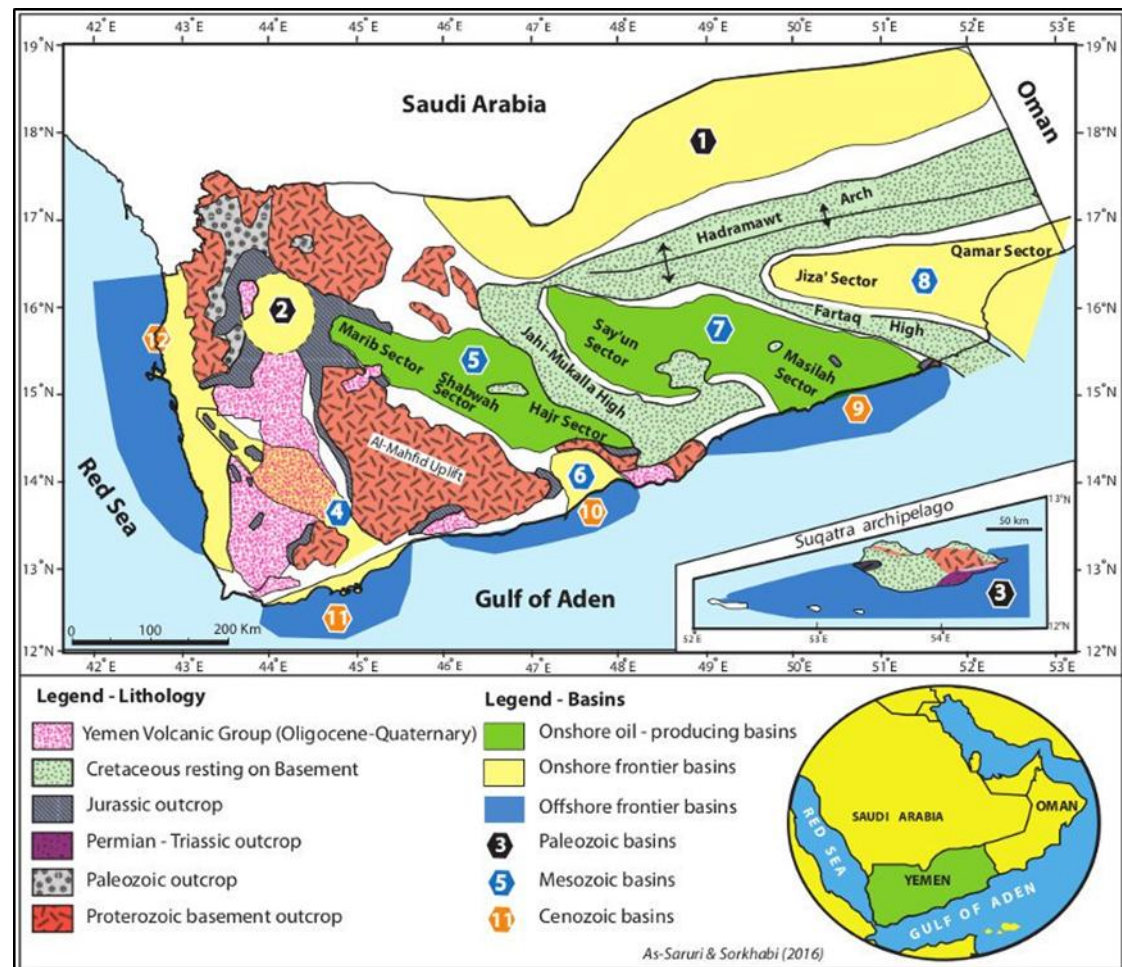 42°E 43°E 44°E 45°E 46°E 47°E 48°E 49°E 50°E 51°E 52°E 53°E
19°N 19°N
Saudi Arabia
Oman
18°N 18°N
1
17°N 17°N
Hadramawt Arch
Qamar Sector
Jiza' Sector
8
16°N 16°N
2
Fartaq High
12
Marib Sector
5
Say'un
Sector
7
Masilah
Sector
Shabwah
Sector
Jahi-Mukalla High
15°N 15°N
Hajr Sector
9
Al-Mahfid Uplift
6
14°N 14°N
Red Sea
4
10
13°N 13°N
Gulf of Aden
11
0 100 200 Km
12°N 12°N
42°E 43°E 44°E 45°E 46°E 47°E 48°E 49°E 50°E 51°E 52°E 53°E
Suqatra archipelago
13°N
50 km
3
12°N
52°E 53°E 54°E
Legend - Lithology
Yemen Volcanic Group (Oligocene-Quaternary)
Cretaceous resting on Basement
Jurassic outcrop
Permian - Triassic outcrop
Paleozoic outcrop
Proterozoic basement outcrop
Legend - Basins
Onshore oil - producing basins
Onshore frontier basins
Offshore frontier basins
3 Paleozoic basins
5 Mesozoic basins
11 Cenozoic basins
As-Saruri & Sorkhabi (2016)
SAUDI ARABIA
OMAN
RED SEA
YEMEN
GULF OF ADEN